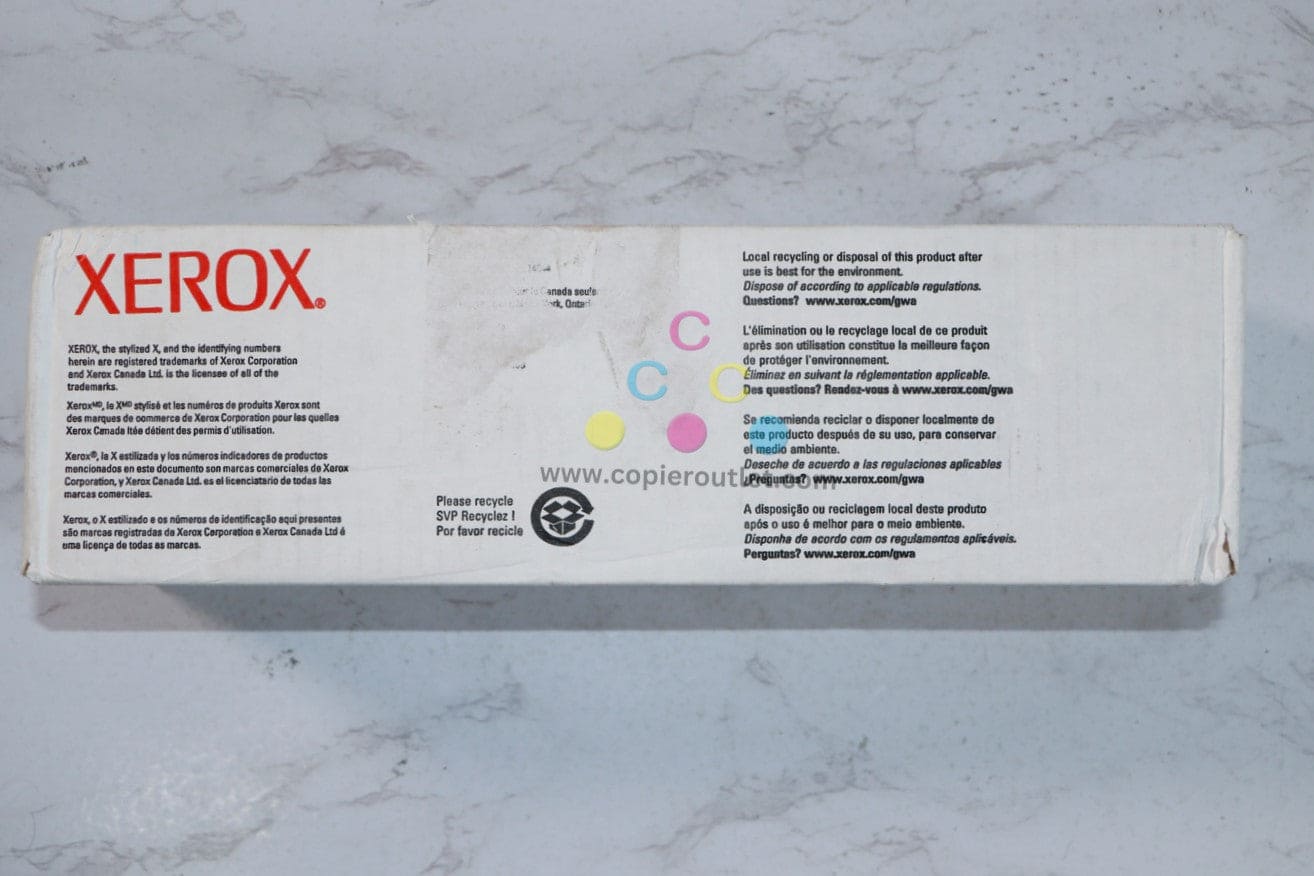 XEROX®
XEROX, the stylized X, and the identifying numbers
herein are registered trademarks of Xerox Corporation
and Xerox Canada Ltd. is the licensee of all of the
trademarks.
Xeroxᴹᴰ, le Xᴹᴰ stylisé et les numéros de produits Xerox sont
des marques de commerce de Xerox Corporation pour les quelles
Xerox Canada ltée détient des permis d'utilisation.
Xerox®, la X estilizada y los números indicadores de productos
mencionados en este documento son marcas comerciales de Xerox
Corporation, y Xerox Canada Ltd. es el licenciatario de todas las
marcas comerciales.
Xerox, o X estilizado e os números de identificação aqui presentes
são marcas registradas da Xerox Corporation e Xerox Canada Ltd é
uma licença de todas as marcas.
Canada
Please recycle
SVP Recyclez !
Por favor recicle
C
C C
www.copieroutlet.com
Local recycling or disposal of this product after
use is best for the environment.
Dispose of according to applicable regulations.
Questions? www.xerox.com/gwa
L'élimination ou le recyclage local de ce produit
après son utilisation constitue la meilleure façon
de protéger l'environnement.
Éliminez en suivant la réglementation applicable.
Des questions? Rendez-vous à www.xerox.com/gwa
Se recomienda reciclar o disponer localmente de
este producto después de su uso, para conservar
el medio ambiente.
Deseche de acuerdo a las regulaciones aplicables
¿Preguntas? www.xerox.com/gwa
A disposição ou reciclagem local deste produto
após o uso é melhor para o meio ambiente.
Disponha de acordo com os regulamentos aplicáveis.
Perguntas? www.xerox.com/gwa